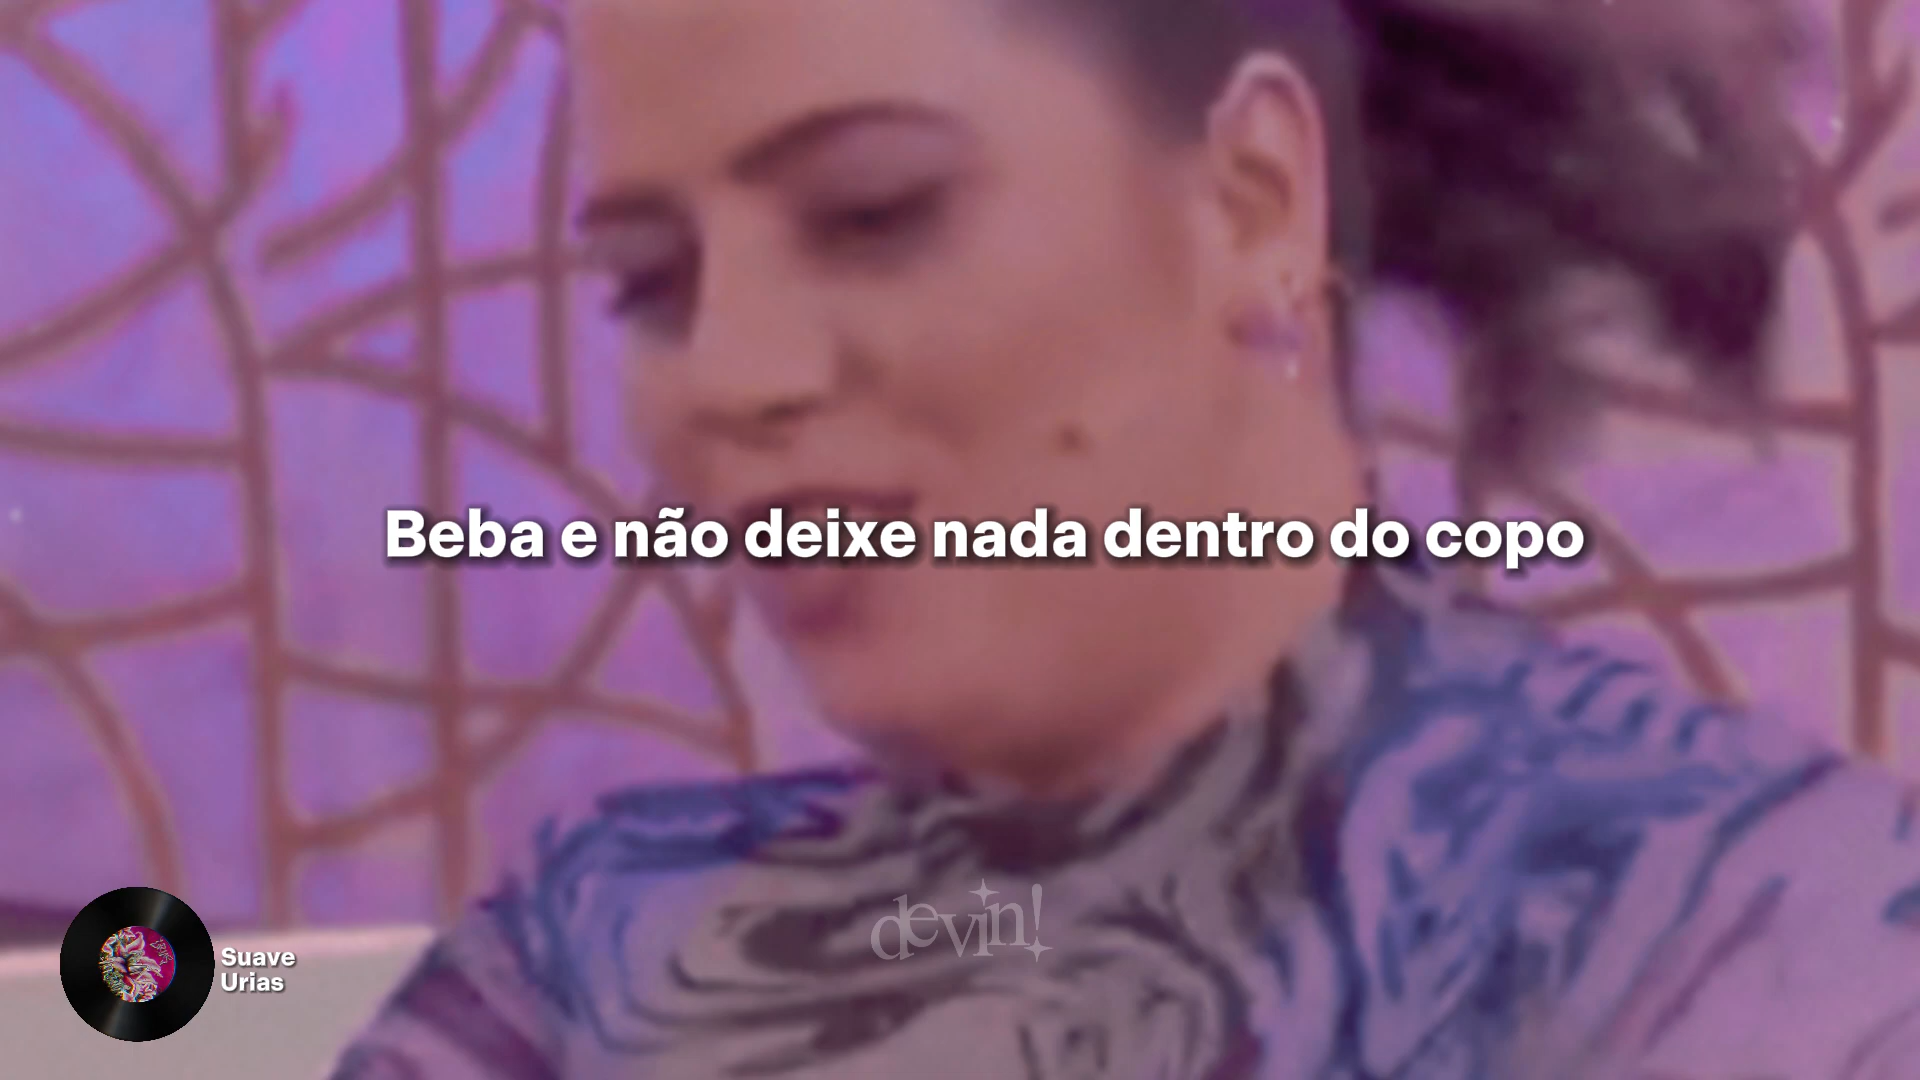 Beba e não deixe nada dentro do copo
devin!
Suave
Urias